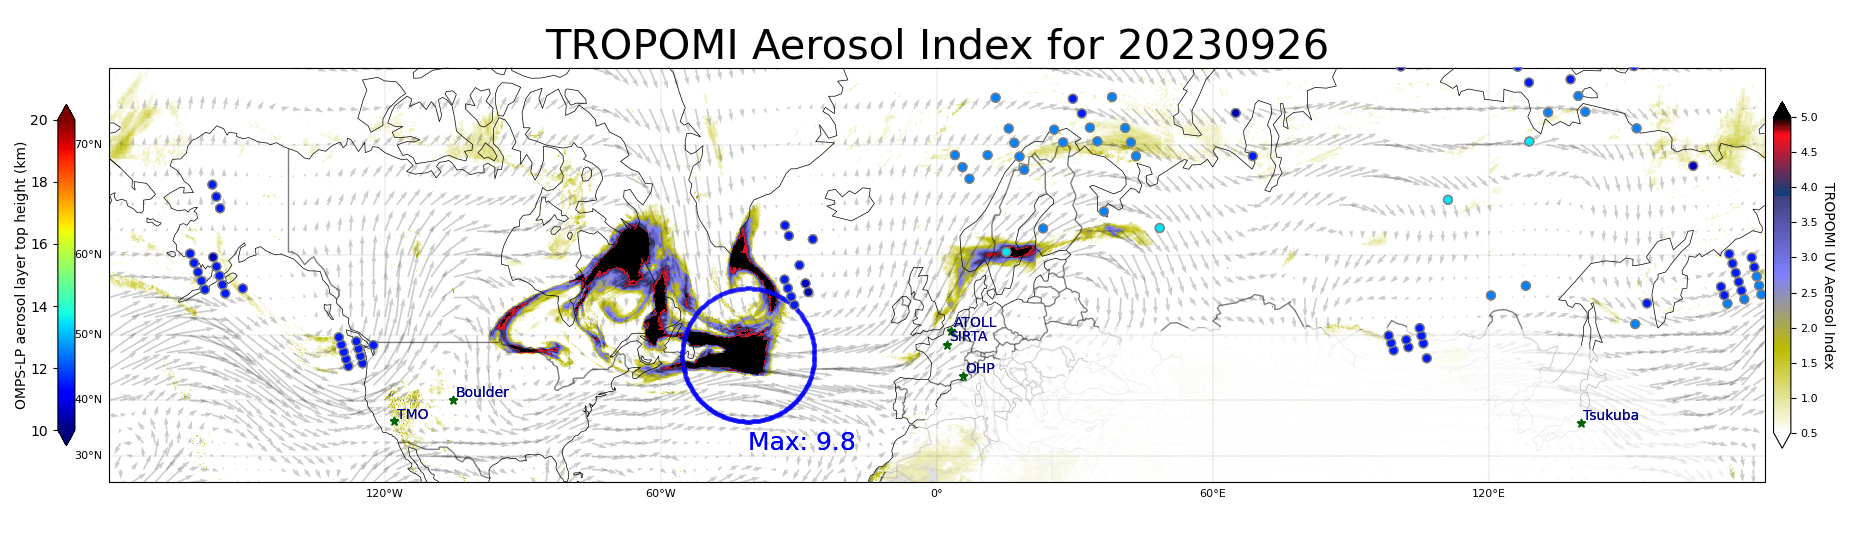 TROPOMI Aerosol Index for 20230926
OMPS-LP aerosol layer top height (km)
20
18
16
14
12
10
70°N
60°N
50°N
40°N
30°N
120°W
60°W
0°
60°E
120°E
ATOLL
SIRTA
OHP
Boulder
TMO
Tsukuba
Max: 9.8
5.0
4.5
4.0
3.5
3.0
2.5
2.0
1.5
1.0
0.5
TROPOMI UV Aerosol Index